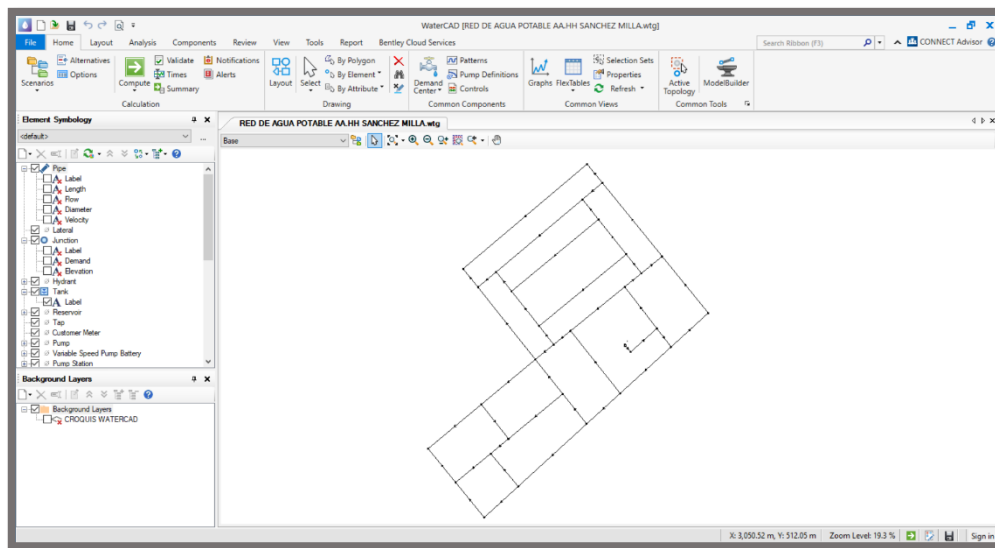 WaterCAD [RED DE AGUA POTABLE AA.HH SANCHEZ MILLA.wtg]
File Home Layout Analysis Components Review View Tools Report Bentley Cloud Services
Search Ribbon (F3)
CONNECT Advisor
Scenarios
Alternatives
Options
Compute
Validate
Times
Summary
Notifications
Alerts
Calculation
Layout
Select
By Polygon
By Element
By Attribute
Drawing
Demand Center
Patterns
Pump Definitions
Controls
Common Components
Graphs
FlexTables
Selection Sets
Properties
Refresh
Common Views
Active Topology
ModelBuilder
Common Tools
Element Symbology
<default>
Pipe
Label
Length
Flow
Diameter
Velocity
Lateral
Junction
Label
Demand
Elevation
Hydrant
Tank
Label
Reservoir
Tap
Customer Meter
Pump
Variable Speed Pump Battery
Pump Station
Background Layers
Background Layers
CROQUIS WATERCAD
RED DE AGUA POTABLE AA.HH SANCHEZ MILLA.wtg
Base
X: 3,050.52 m, Y: 512.05 m Zoom Level: 19.3 % Sign in